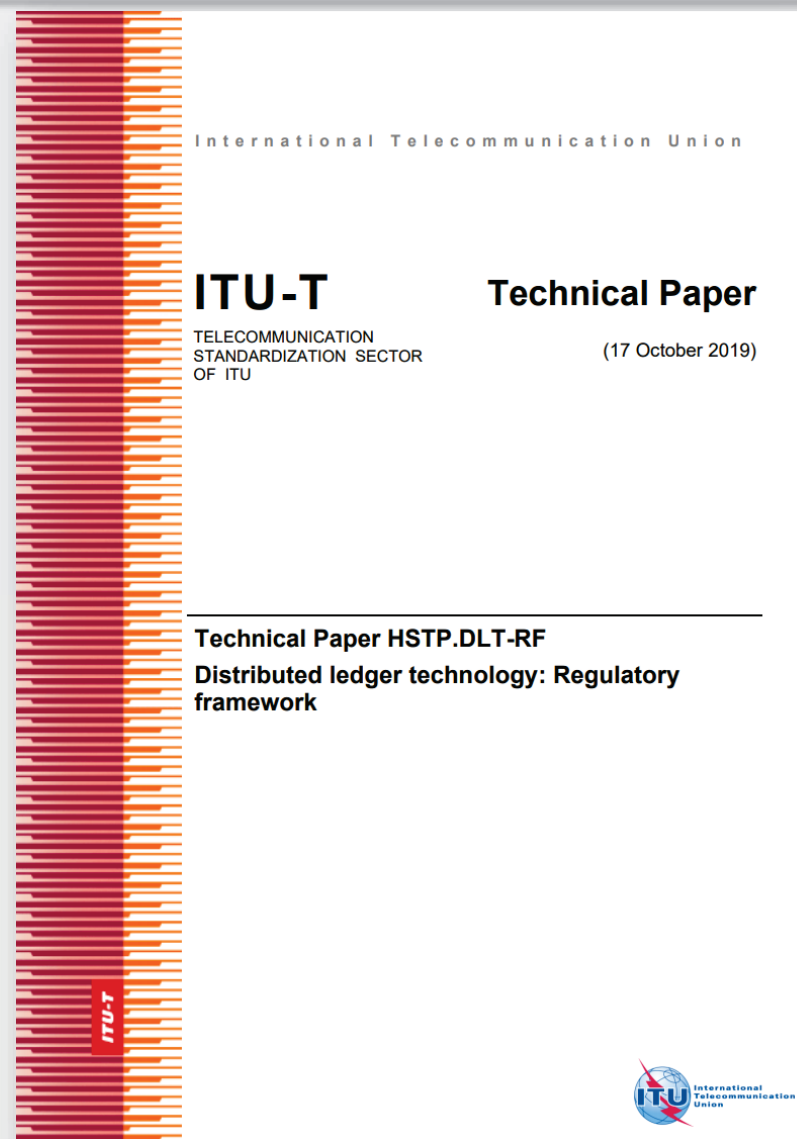 International Telecommunication Union
ITU-T
Technical Paper
TELECOMMUNICATION
STANDARDIZATION SECTOR
OF ITU
(17 October 2019)
Technical Paper HSTP.DLT-RF
Distributed ledger technology: Regulatory
framework
ITU-T
ITU
International
Telecommunication
Union